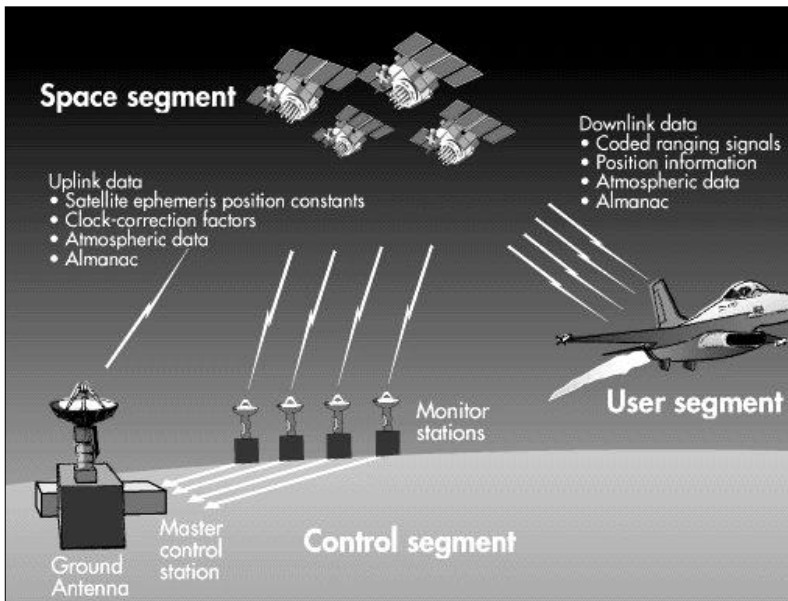 Space segment
Downlink data
• Coded ranging signals
• Position information
• Atmospheric data
• Almanac
Uplink data
• Satellite ephemeris position constants
• Clock-correction factors
• Atmospheric data
• Almanac
Monitor
stations
User segment
Master
control
station
Control segment
Ground
Antenna